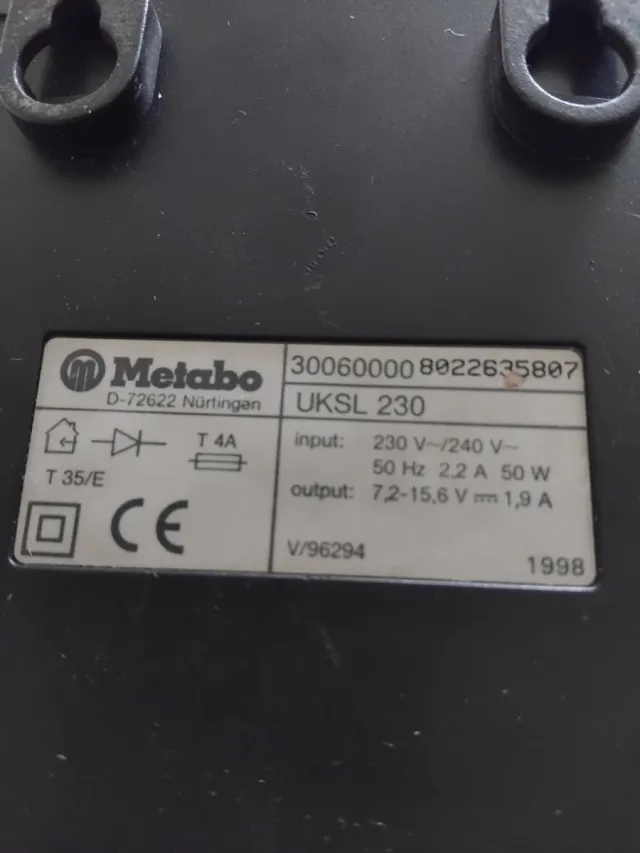 Metabo
D-72622 Nürtingen
30060000 8022635807
UKSL 230
T 4A
T 35/E
CE
input: 230 V~/240 V~
50 Hz 2,2 A 50 W
output: 7,2-15,6 V ⎓ 1,9 A
V/96294
1998